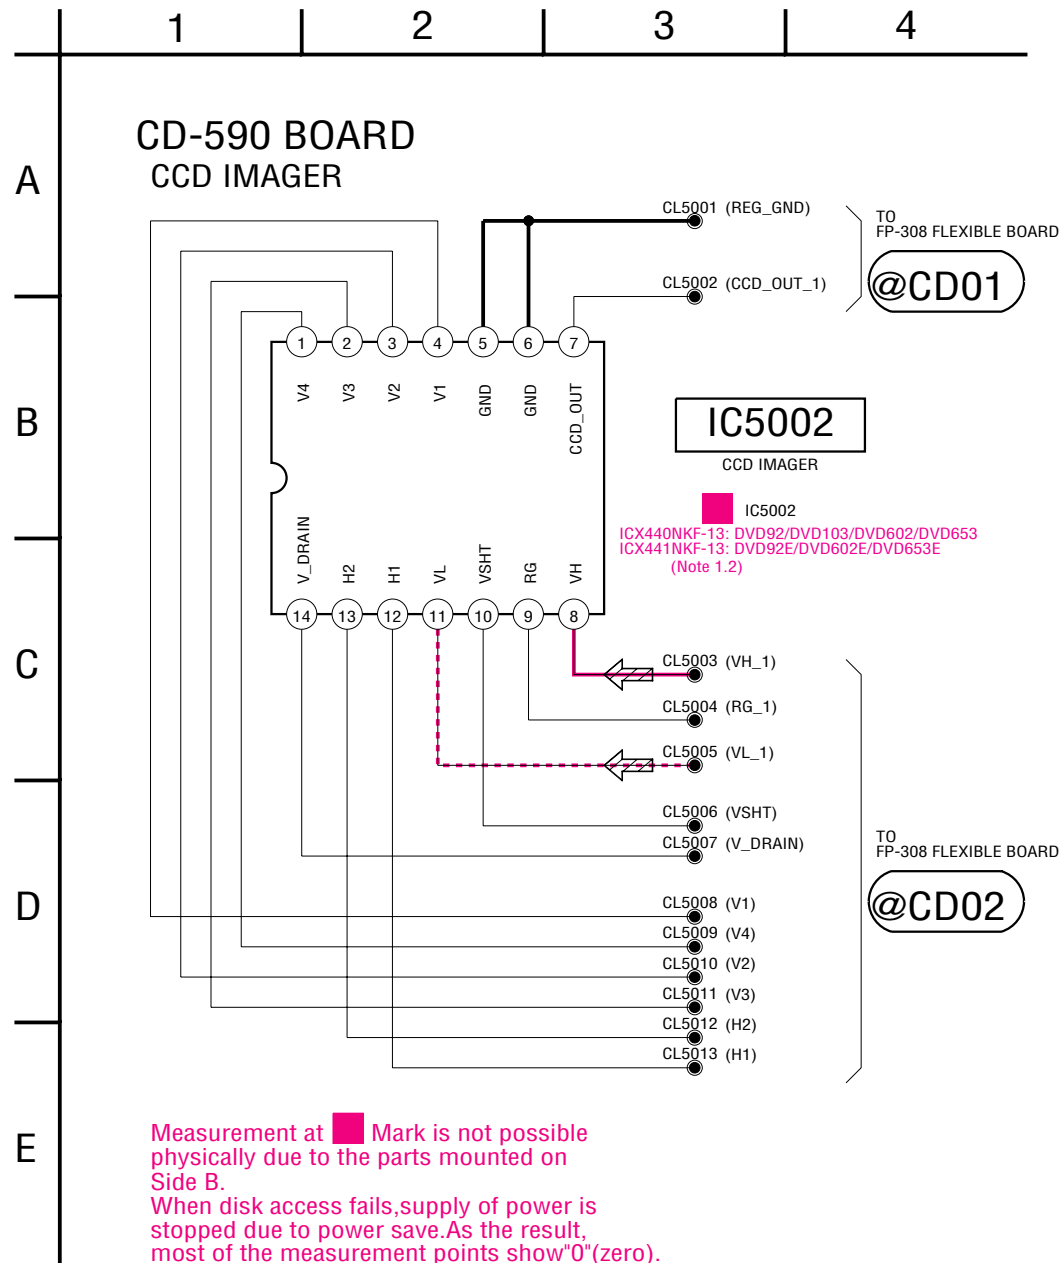 1 2 3 4
A
B
C
D
E
CD-590 BOARD
CCD IMAGER
CL5001 (REG_GND)
CL5002 (CCD_OUT_1)
TO
FP-308 FLEXIBLE BOARD
@CD01
1 2 3 4 5 6 7
V4 V3 V2 V1 GND GND CCD_OUT
IC5002
CCD IMAGER
IC5002
ICX440NKF-13: DVD92/DVD103/DVD602/DVD653
ICX441NKF-13: DVD92E/DVD602E/DVD653E
(Note 1.2)
V_DRAIN H2 H1 VL VSHT RG VH
14 13 12 11 10 9 8
CL5003 (VH_1)
CL5004 (RG_1)
CL5005 (VL_1)
CL5006 (VSHT)
CL5007 (V_DRAIN)
TO
FP-308 FLEXIBLE BOARD
@CD02
CL5008 (V1)
CL5009 (V4)
CL5010 (V2)
CL5011 (V3)
CL5012 (H2)
CL5013 (H1)
Measurement at Mark is not possible
physically due to the parts mounted on
Side B.
When disk access fails,supply of power is
stopped due to power save.As the result,
most of the measurement points show"0"(zero).